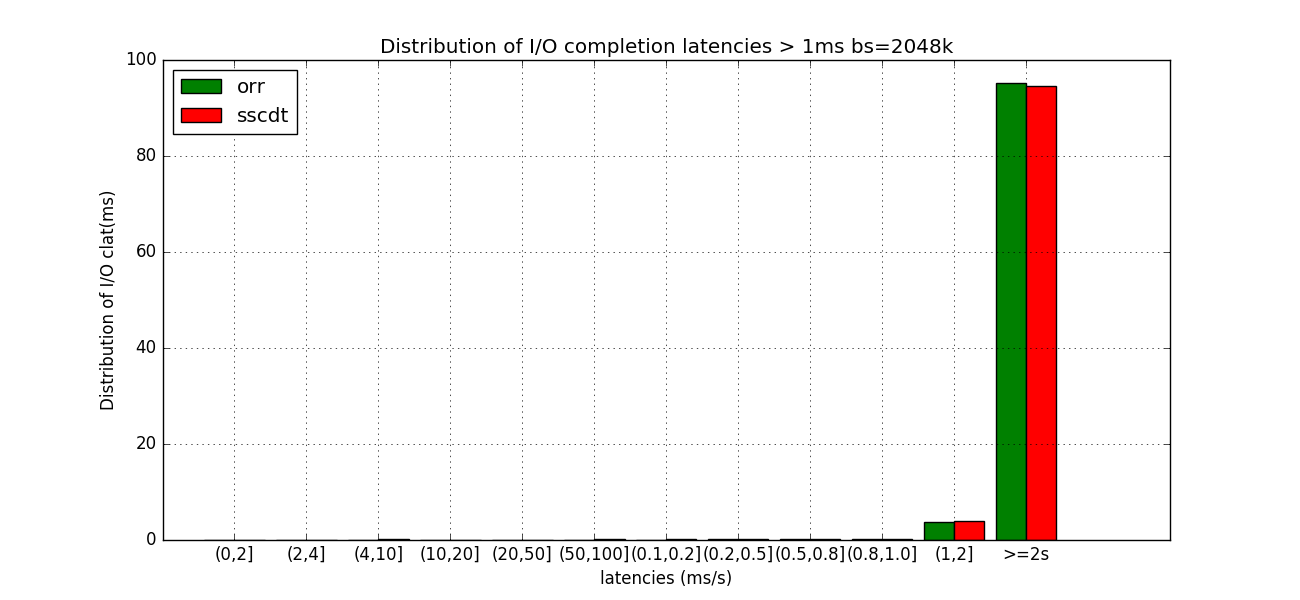 Distribution of I/O completion latencies > 1ms bs=2048k
orr
sscdt
Distribution of I/O clat(ms)
100
80
60
40
20
0
(0,2] (2,4] (4,10] (10,20] (20,50] (50,100] (0.1,0.2] (0.2,0.5] (0.5,0.8] (0.8,1.0] (1,2] >=2s
latencies (ms/s)